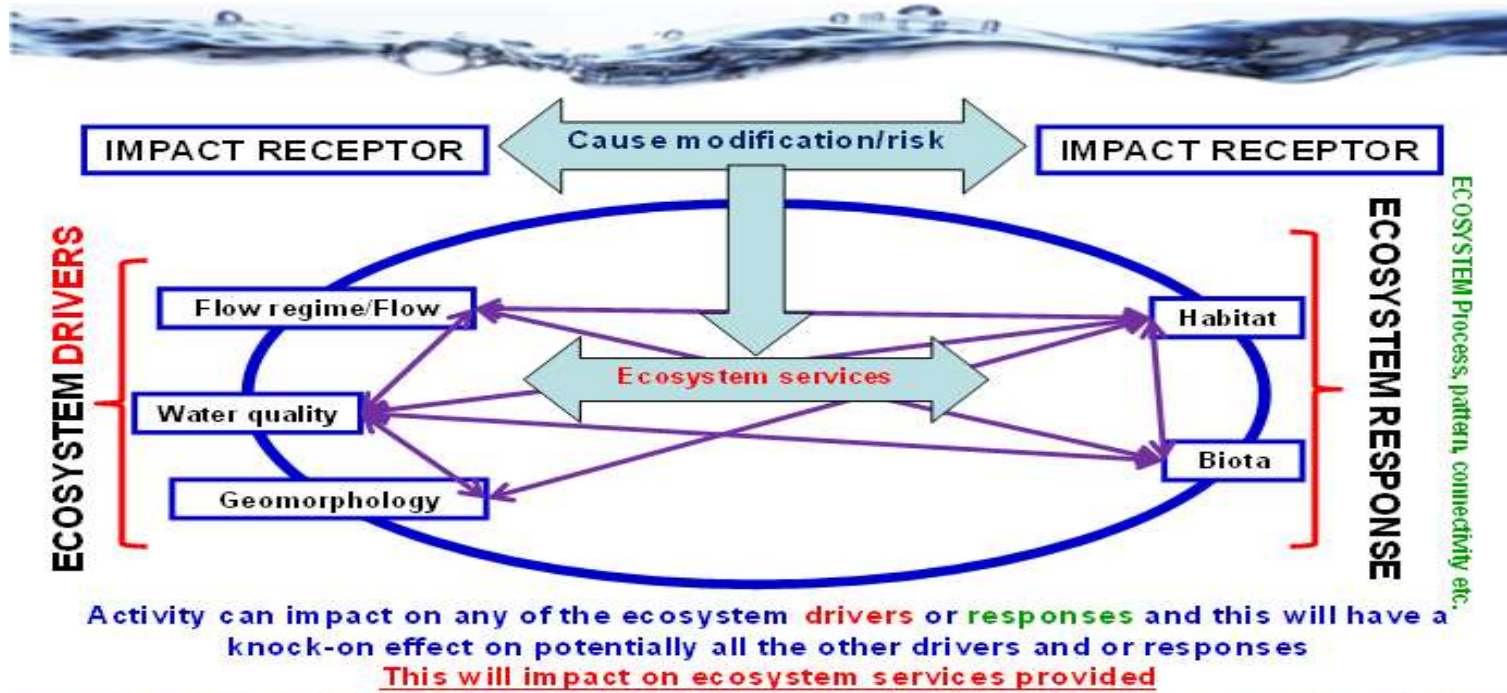 Cause modification/risk
IMPACT RECEPTOR
IMPACT RECEPTOR
ECOSYSTEM DRIVERS
Flow regime/Flow
Water quality
Geomorphology
Ecosystem services
Habitat
Biota
ECOSYSTEM RESPONSE
ECOSYSTEM Process, pattern, connectivity etc.
Activity can impact on any of the ecosystem drivers or responses and this will have a
knock-on effect on potentially all the other drivers and or responses
This will impact on ecosystem services provided